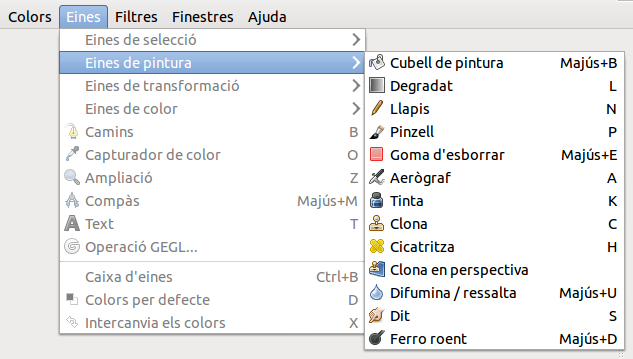 Colors Eines Filtres Finestres Ajuda
Eines de selecció
Eines de pintura
Eines de transformació
Eines de color
Camins B
Capturador de color O
Ampliació Z
Compàs Majús+M
Text T
Operació GEGL...
Caixa d'eines Ctrl+B
Colors per defecte D
Intercanvia els colors X
Cubell de pintura Majús+B
Degradat L
Llapis N
Pinzell P
Goma d'esborrar Majús+E
Aerògraf A
Tinta K
Clona C
Cicatritza H
Clona en perspectiva
Difumina / ressalta Majús+U
Dit S
Ferro roent Majús+D